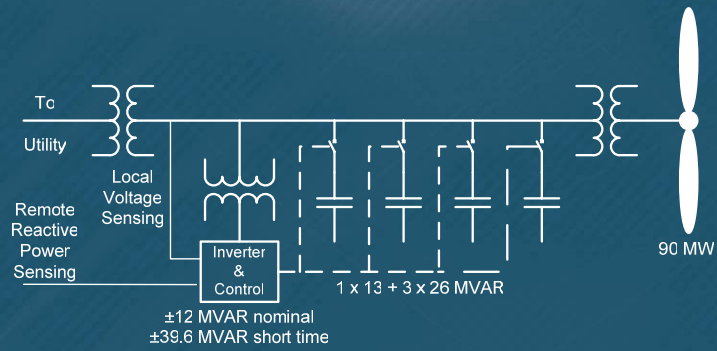 To
Utility
Local
Voltage
Sensing
Remote
Reactive
Power
Sensing
Inverter
&
Control
1 x 13 + 3 x 26 MVAR
90 MW
±12 MVAR nominal
±39.6 MVAR short time